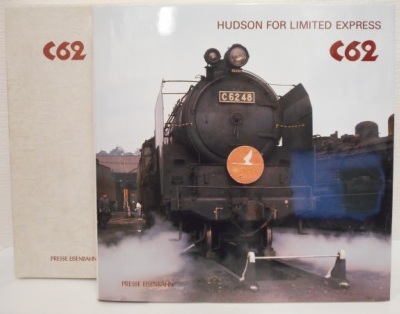 C62
PRESSE EISENBAHN
HUDSON FOR LIMITED EXPRESS
C62
C6248
PRESSE EISENBAHN